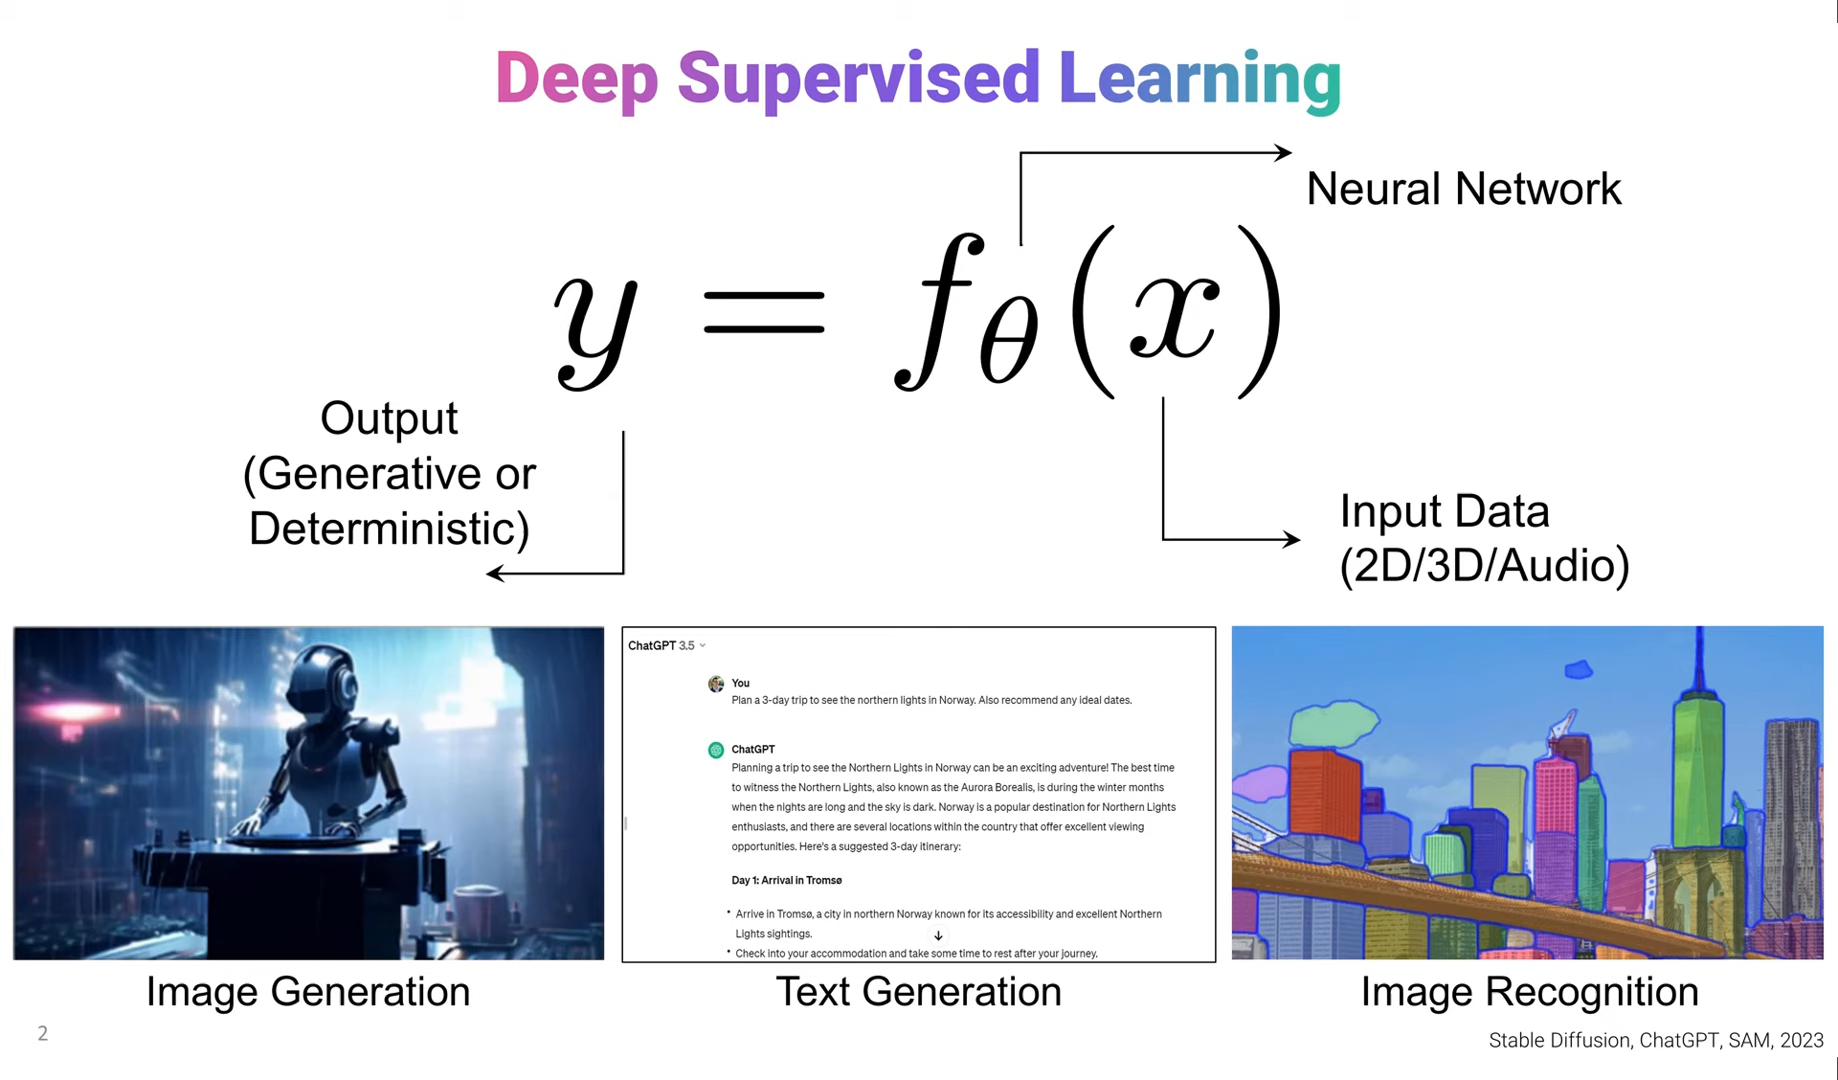 Deep Supervised Learning
Neural Network
y = fθ(x)
Output
(Generative or
Deterministic)
Input Data
(2D/3D/Audio)
ChatGPT 3.5
You
Plan a 3-day trip to see the northern lights in Norway. Also recommend any ideal dates.
ChatGPT
Planning a trip to see the Northern Lights in Norway can be an exciting adventure! The best time
to witness the Northern Lights, also known as the Aurora Borealis, is during the winter months
when the nights are long and the sky is dark. Norway is a popular destination for Northern Lights
enthusiasts, and there are several locations within the country that offer excellent viewing
opportunities. Here's a suggested 3-day itinerary:
Day 1: Arrival in Tromsø
• Arrive in Tromsø, a city in northern Norway known for its accessibility and excellent Northern
Lights sightings.
• Check into your accommodation and take some time to rest after your journey.
Image Generation
Text Generation
Image Recognition
2
Stable Diffusion, ChatGPT, SAM, 2023